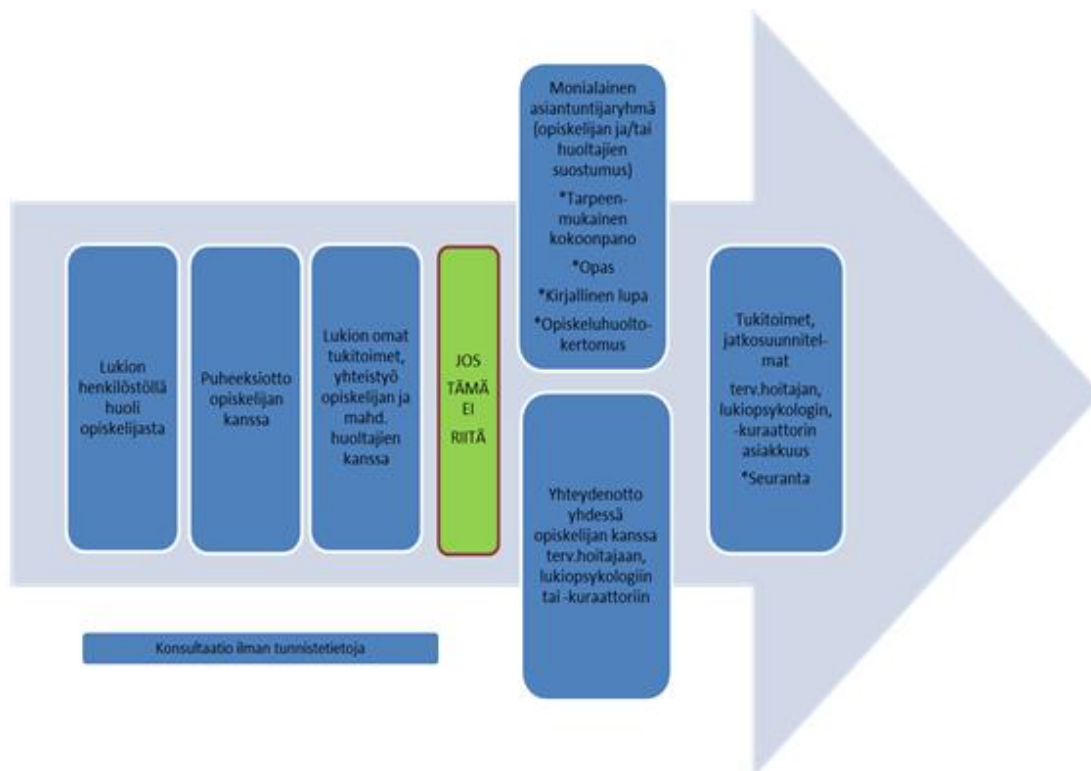 Lukion
henkilöstöllä
huoli
opiskelijasta
Puheeksiotto
opiskelijan
kanssa
Lukion omat
tukitoimet,
yhteistyö
opiskelijan ja
mahd.
huoltajien
kanssa
JOS
TÄMÄ
EI
RIITÄ
Monialainen
asiantuntijaryhmä
(opiskelijan ja/tai
huoltajien
suostumus)
*Tarpeen-
mukainen
kokoonpano
*Opas
*Kirjallinen lupa
*Opiskeluhuolto-
kertomus
Yhteydenotto
yhdessä
opiskelijan kanssa
terv.hoitajaan,
lukiopsykologiin
tai -kuraattoriin
Tukitoimet,
jatkosuunnitel-
mat
terv.hoitajan,
lukiopsykologin,
-kuraattorin
asiakkuus
*Seuranta
Konsultaatio ilman tunnistetietoja